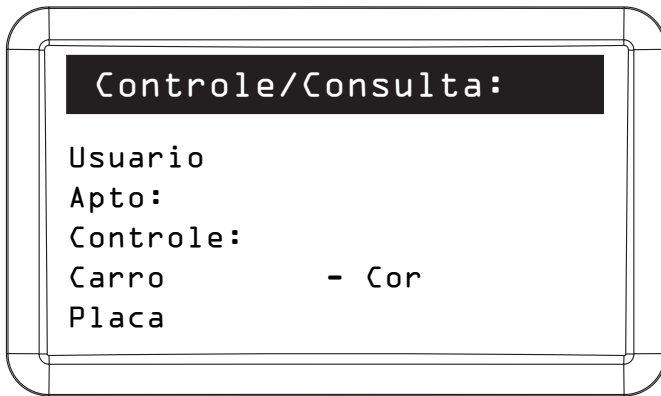 Controle/Consulta:
Usuario
Apto:
Controle:
Carro - Cor
Placa